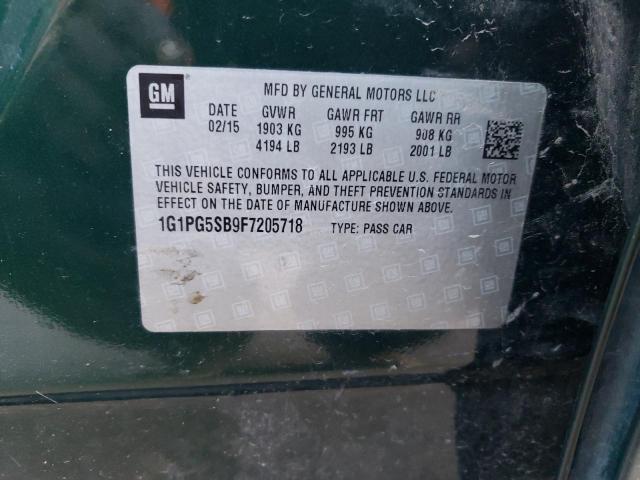 GM
MFD BY GENERAL MOTORS LLC
DATE GVWR GAWR FRT GAWR RR
02/15 1903 KG 995 KG 908 KG
4194 LB 2193 LB 2001 LB
THIS VEHICLE CONFORMS TO ALL APPLICABLE U.S. FEDERAL MOTOR
VEHICLE SAFETY, BUMPER, AND THEFT PREVENTION STANDARDS IN
EFFECT ON THE DATE OF MANUFACTURE SHOWN ABOVE.
1G1PG5SB9F7205718 TYPE: PASS CAR